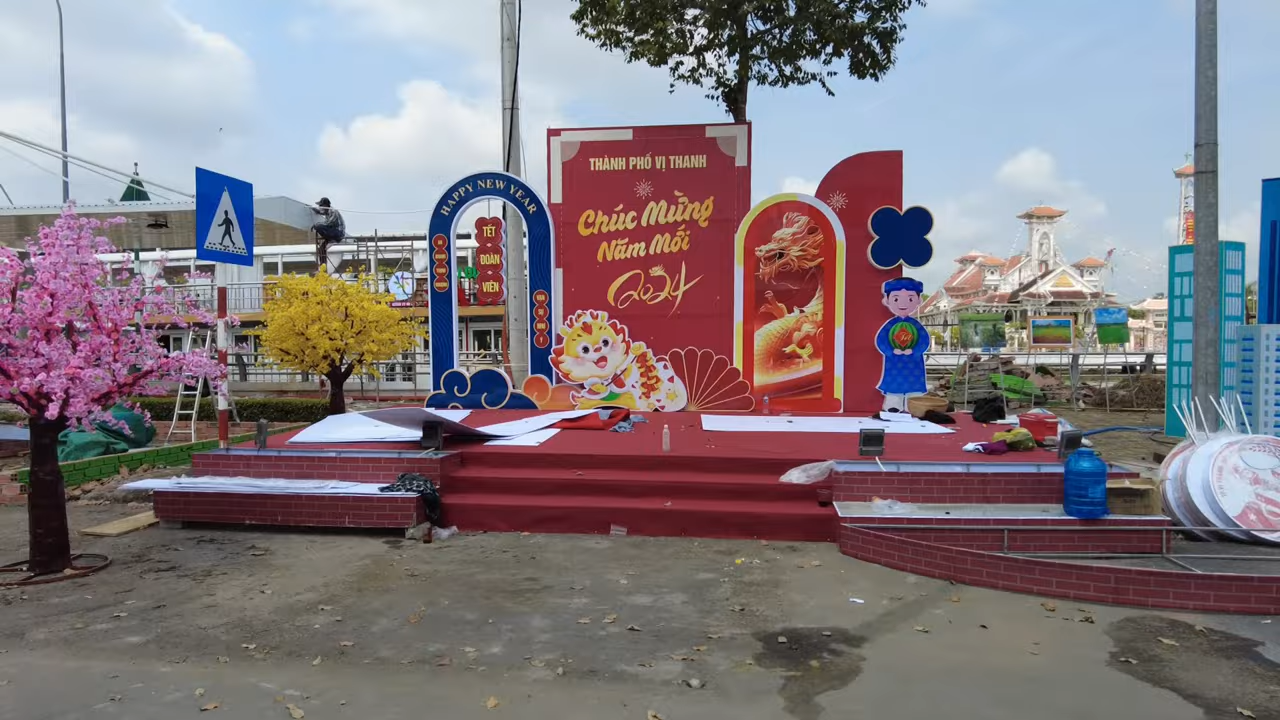 HAPPY NEW YEAR
TẾT
ĐOÀN
VIÊN
THÀNH PHỐ VỊ THANH
Chúc Mừng
Năm Mới
2024